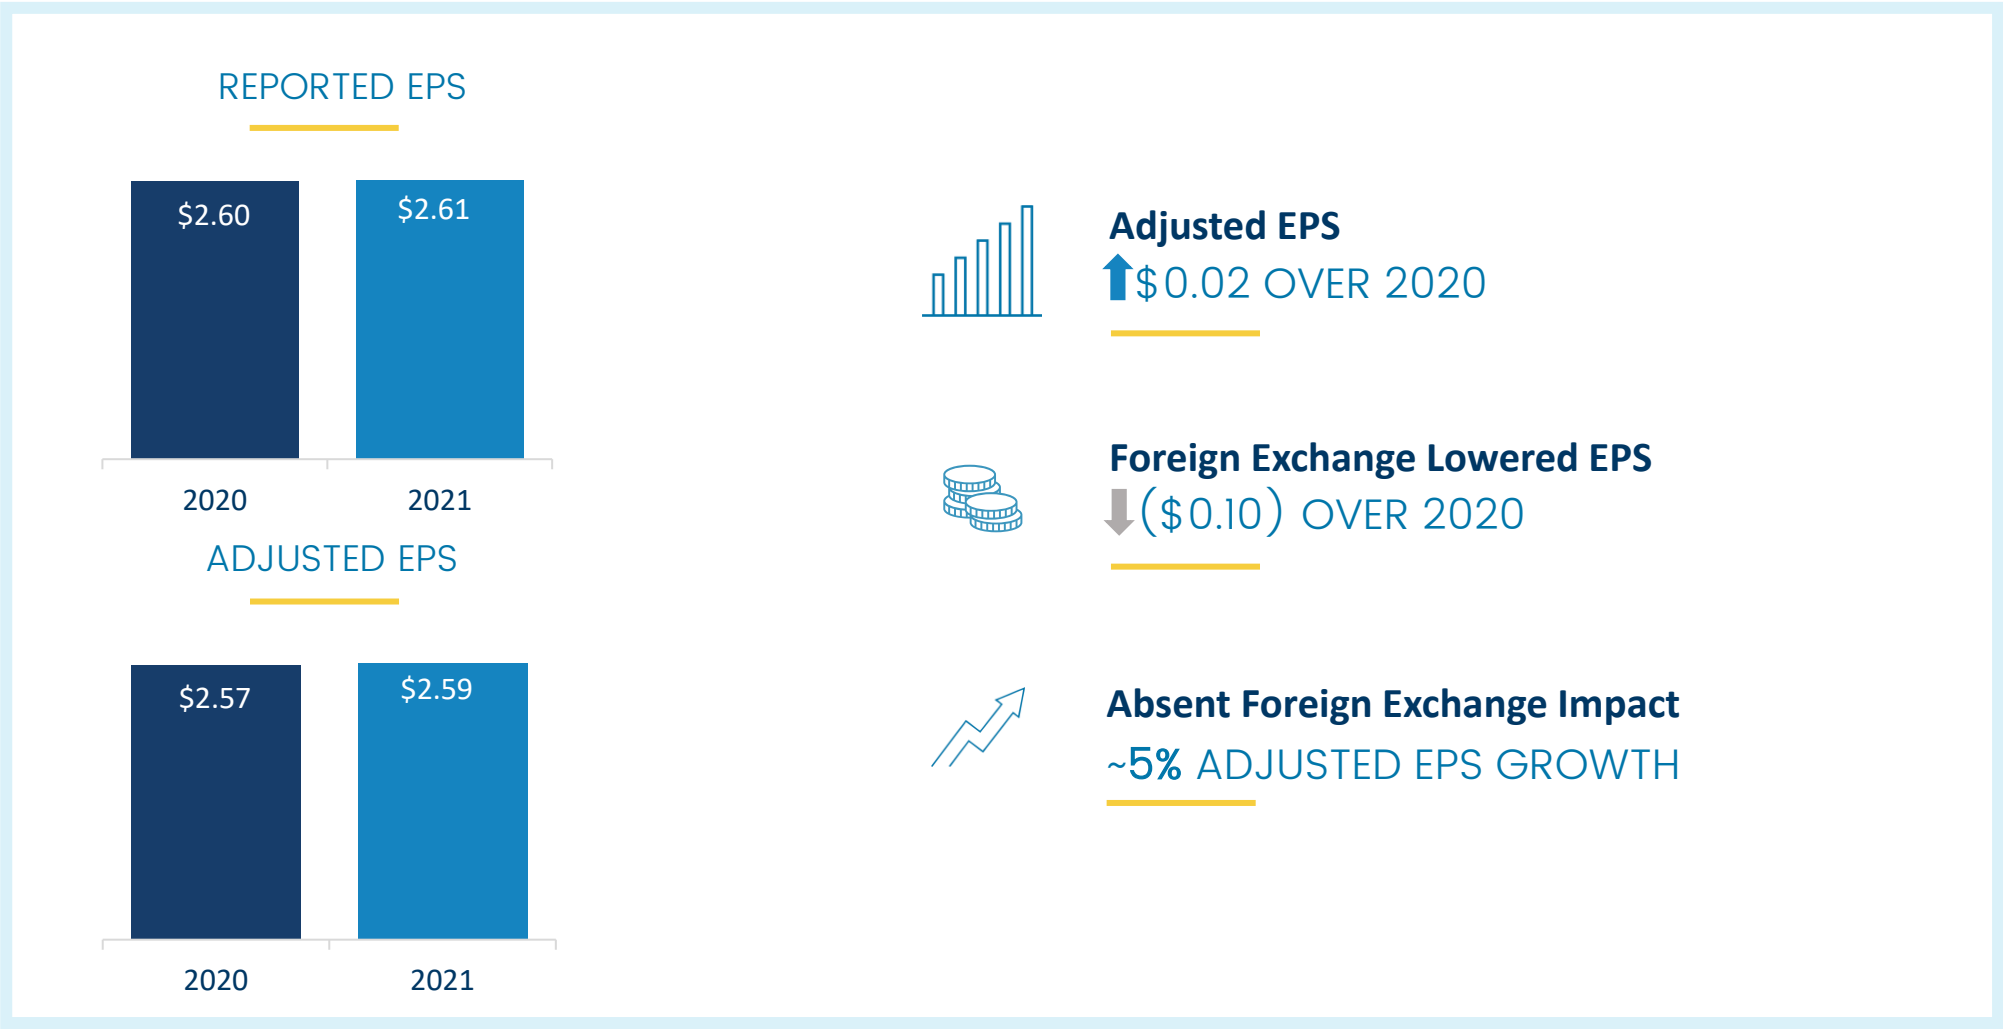 REPORTED EPS
$2.60
$2.61
2020
2021
ADJUSTED EPS
$2.57
$2.59
2020
2021
Adjusted EPS
$0.02 OVER 2020
Foreign Exchange Lowered EPS
($0.10) OVER 2020
Absent Foreign Exchange Impact
~5% ADJUSTED EPS GROWTH